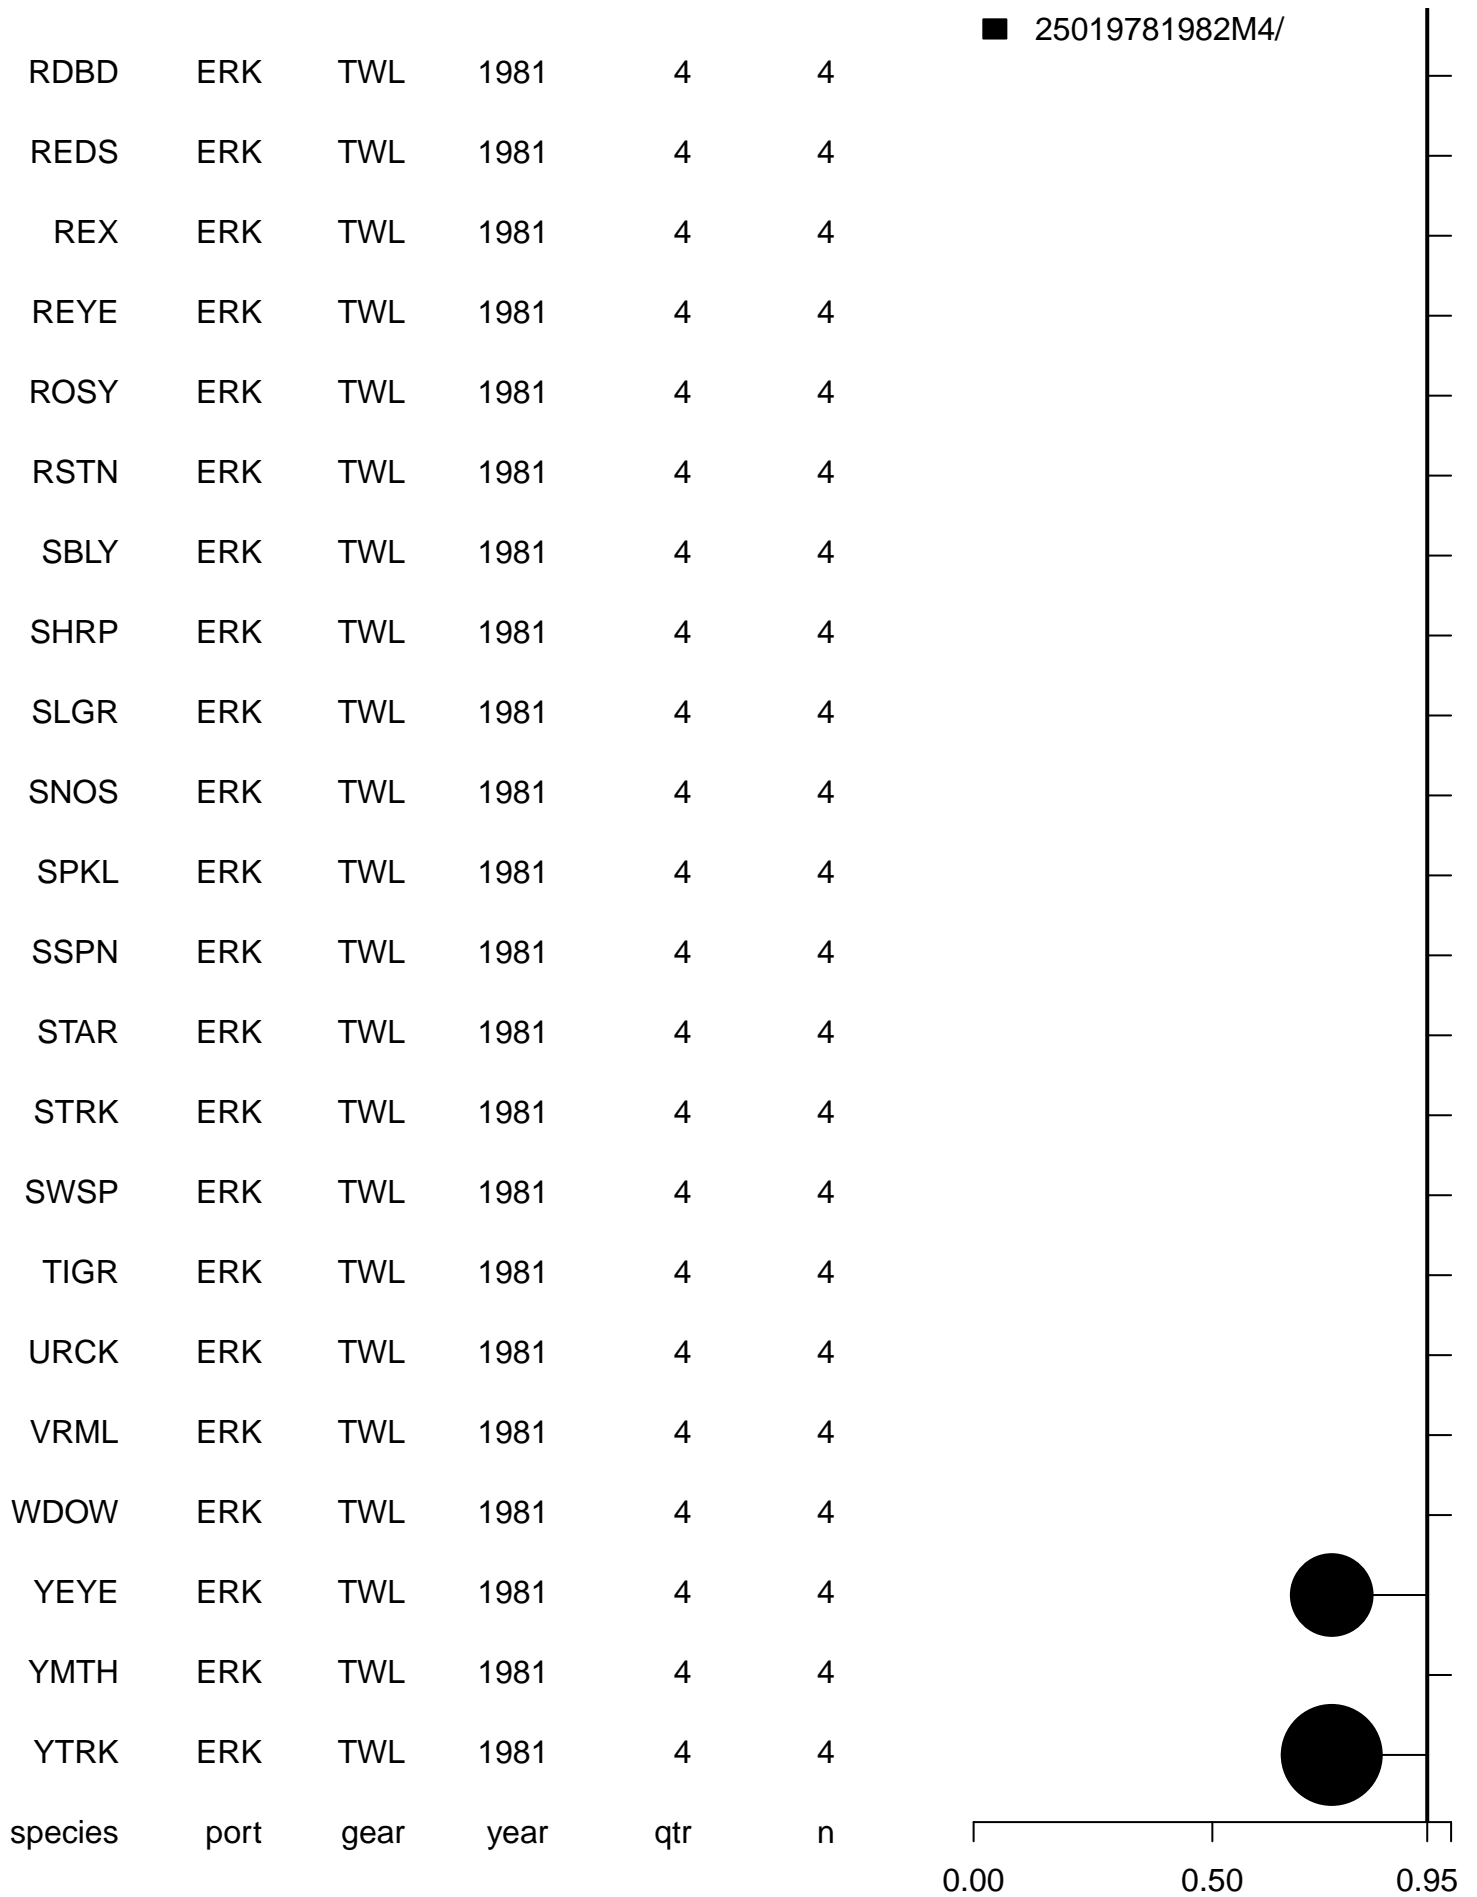 25019781982M4/
RDBD ERK TWL 1981 4 4
REDS ERK TWL 1981 4 4
REX ERK TWL 1981 4 4
REYE ERK TWL 1981 4 4
ROSY ERK TWL 1981 4 4
RSTN ERK TWL 1981 4 4
SBLY ERK TWL 1981 4 4
SHRP ERK TWL 1981 4 4
SLGR ERK TWL 1981 4 4
SNOS ERK TWL 1981 4 4
SPKL ERK TWL 1981 4 4
SSPN ERK TWL 1981 4 4
STAR ERK TWL 1981 4 4
STRK ERK TWL 1981 4 4
SWSP ERK TWL 1981 4 4
TIGR ERK TWL 1981 4 4
URCK ERK TWL 1981 4 4
VRML ERK TWL 1981 4 4
WDOW ERK TWL 1981 4 4
YEYE ERK TWL 1981 4 4
YMTH ERK TWL 1981 4 4
YTRK ERK TWL 1981 4 4
species port gear year qtr n
0.00 0.50 0.95